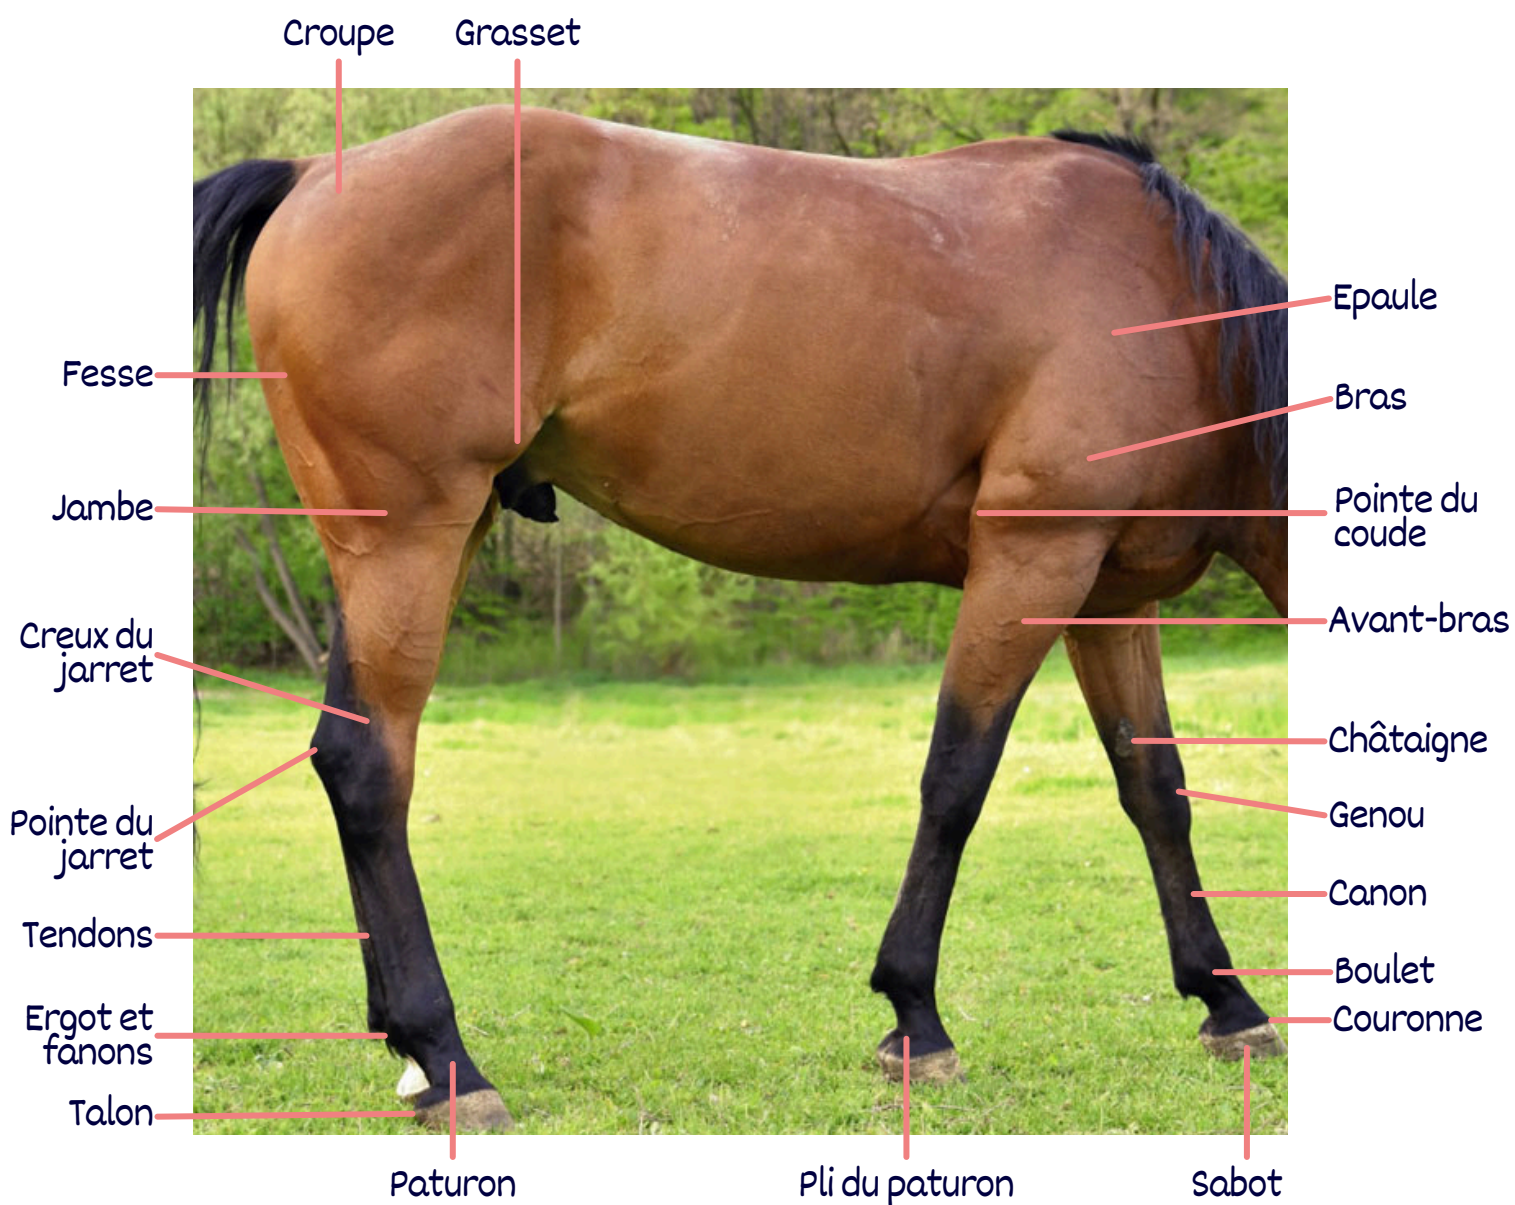 Croupe
Grasset
Epaule
Fesse
Bras
Pointe du
coude
Jambe
Avant-bras
Creux du
jarret
Châtaigne
Genou
Pointe du
jarret
Canon
Tendons
Boulet
Ergot et
fanons
Couronne
Talon
Paturon
Pli du paturon
Sabot